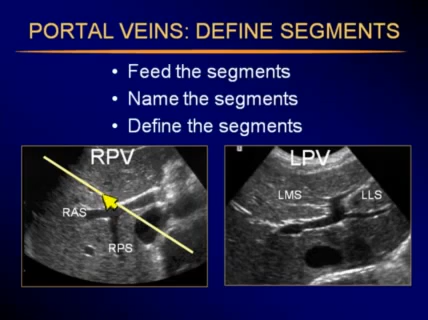 PORTAL VEINS: DEFINE SEGMENTS
• Feed the segments
• Name the segments
• Define the segments
RPV
RAS
RPS
LPV
LMS
LLS